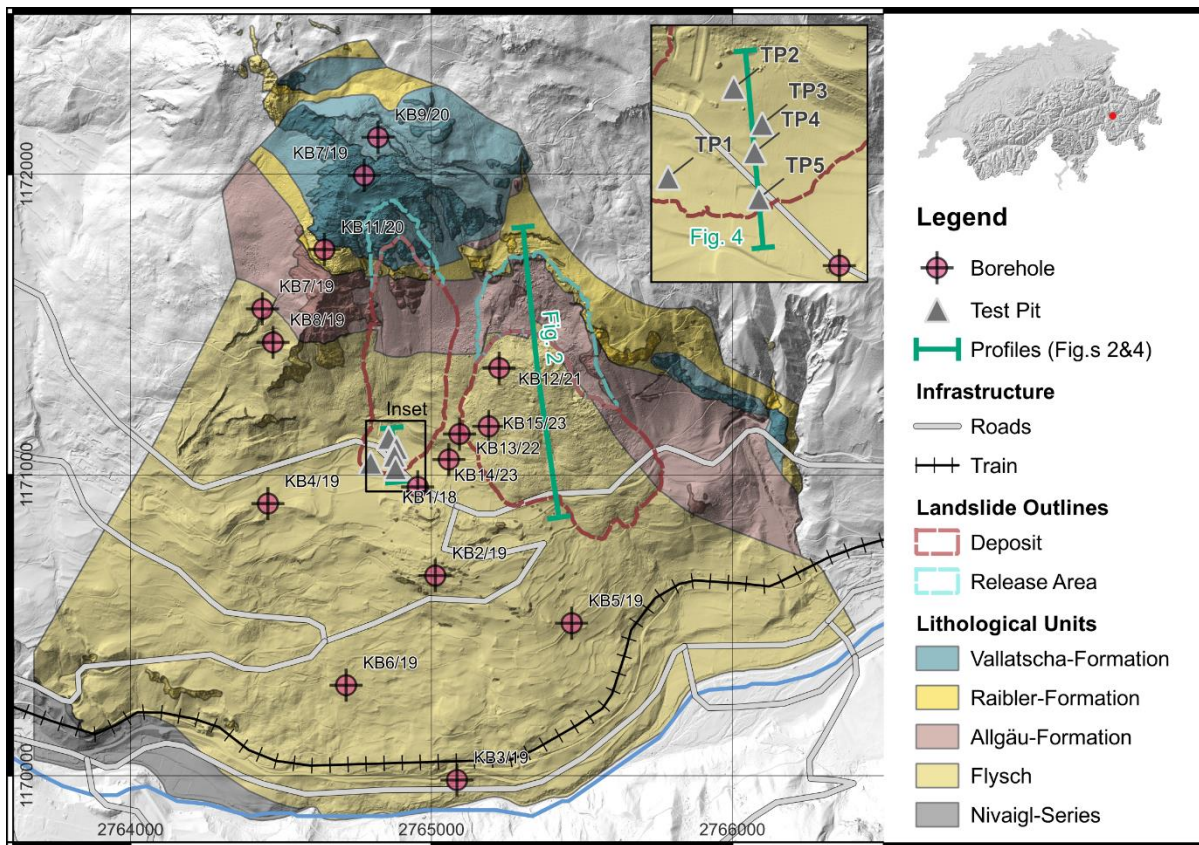 KB9/20
KB7/19
KB11/20
KB7/19
KB8/19
Fig. 2
KB12/21
Inset
KB15/23
KB13/22
KB14/23
KB4/19
KB1/18
KB2/19
KB5/19
KB6/19
KB3/19
1172000
1171000
1170000
2764000
2765000
2766000
TP2
TP3
TP4
TP1
TP5
Fig. 4
Legend
Borehole
Test Pit
Profiles (Fig.s 2&4)
Infrastructure
Roads
Train
Landslide Outlines
Deposit
Release Area
Lithological Units
Vallatscha-Formation
Raibler-Formation
Allgäu-Formation
Flysch
Nivaigl-Series